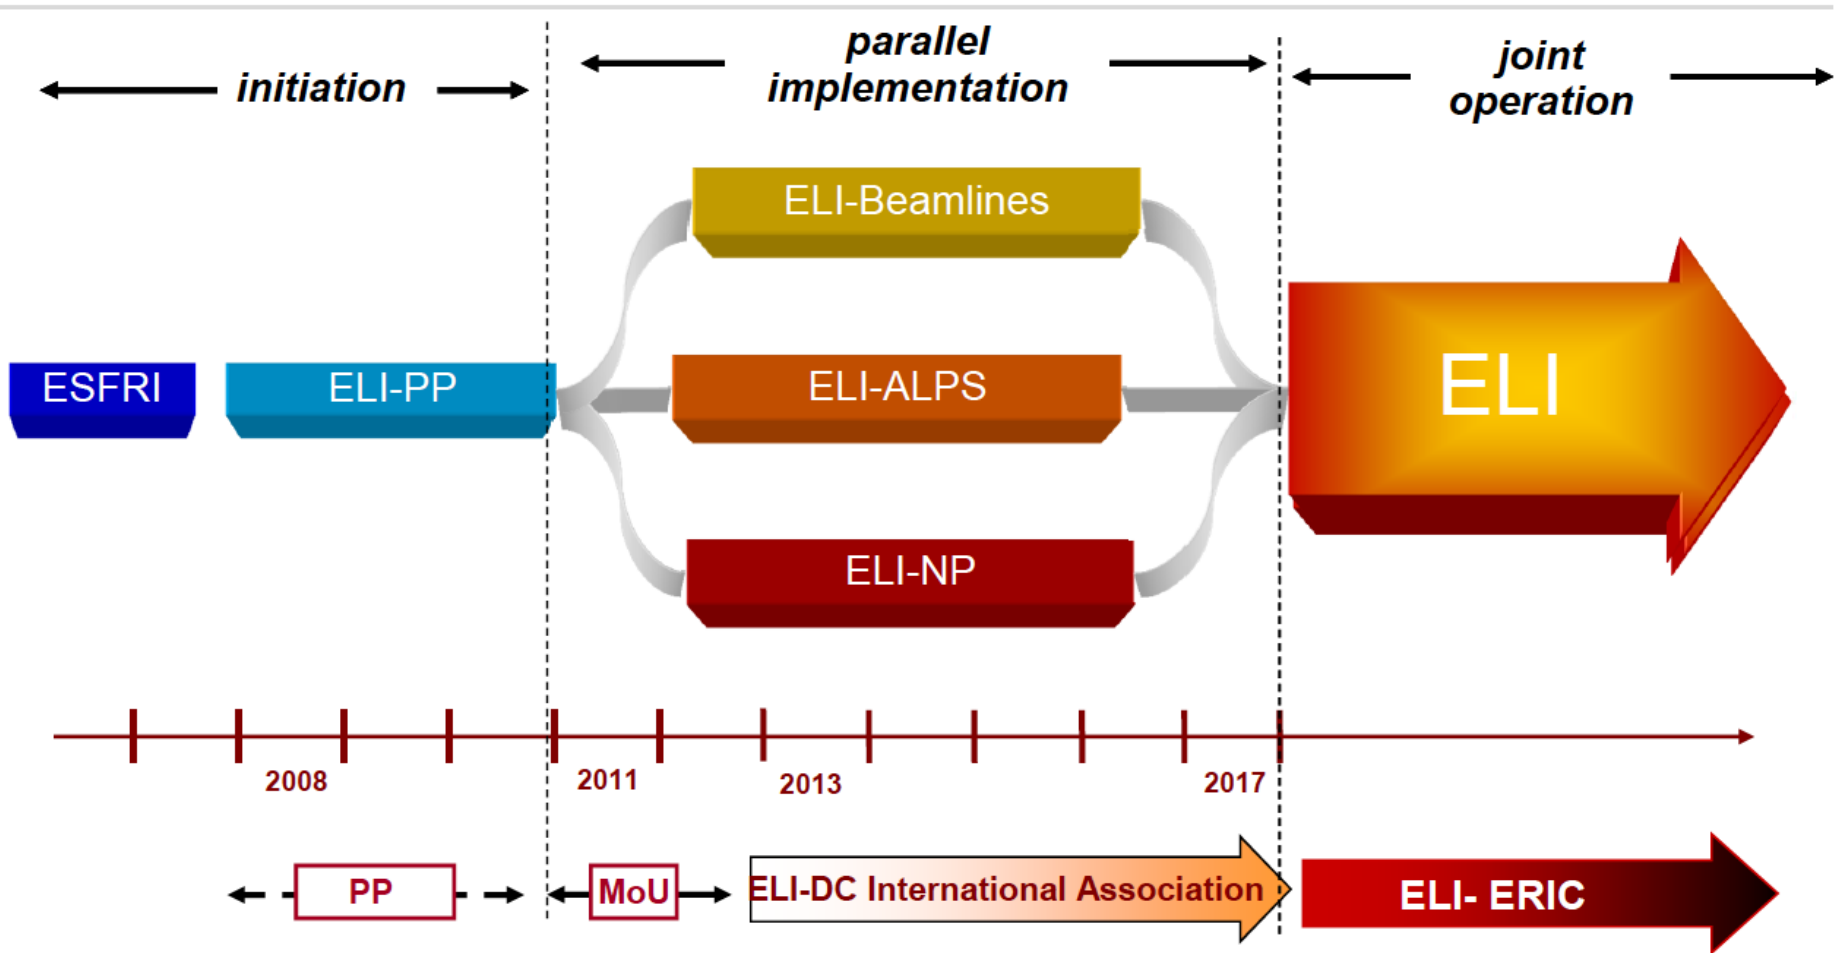 initiation
parallel
implementation
joint
operation
ELI-Beamlines
ESFRI
ELI-PP
ELI-ALPS
ELI
ELI-NP
2008
2011
2013
2017
PP
MoU
ELI-DC International Association
ELI- ERIC